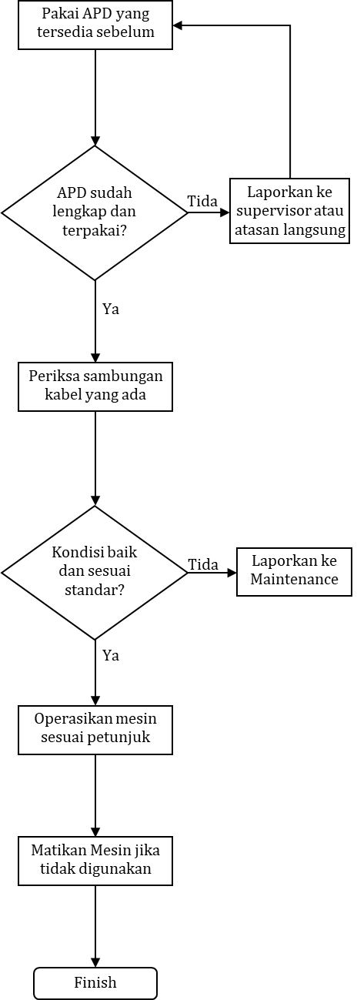 Pakai APD yang
tersedia sebelum
APD sudah
lengkap dan
terpakai?
Tida
Laporkan ke
supervisor atau
atasan langsung
Ya
Periksa sambungan
kabel yang ada
Kondisi baik
dan sesuai
standar?
Tida
Laporkan ke
Maintenance
Ya
Operasikan mesin
sesuai petunjuk
Matikan Mesin jika
tidak digunakan
Finish